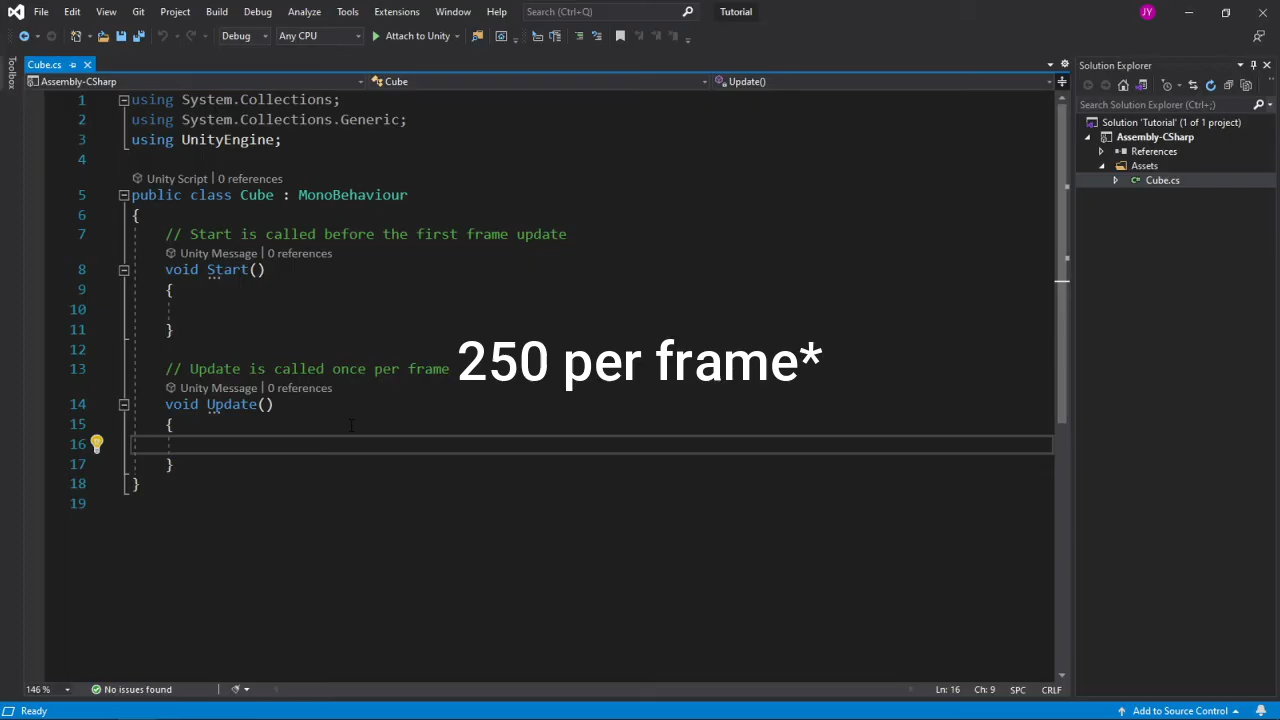 File Edit View Git Project Build Debug Analyze Tools Extensions Window Help Search (Ctrl+Q) Tutorial JY
Debug Any CPU Attach to Unity
Toolbox
Cube.cs
Assembly-CSharp Cube Update()
1 using System.Collections;
2 using System.Collections.Generic;
3 using UnityEngine;
4
Unity Script | 0 references
5 public class Cube : MonoBehaviour
6 {
7 // Start is called before the first frame update
Unity Message | 0 references
8 void Start()
9 {
10
11 }
12
13 // Update is called once per frame
250 per frame*
Unity Message | 0 references
14 void Update()
15 {
16
17 }
18 }
19
Solution Explorer
Search Solution Explorer (Ctrl+;)
Solution 'Tutorial' (1 of 1 project)
Assembly-CSharp
References
Assets
C# Cube.cs
146 % No issues found Ln: 16 Ch: 9 SPC CRLF
Ready Add to Source Control